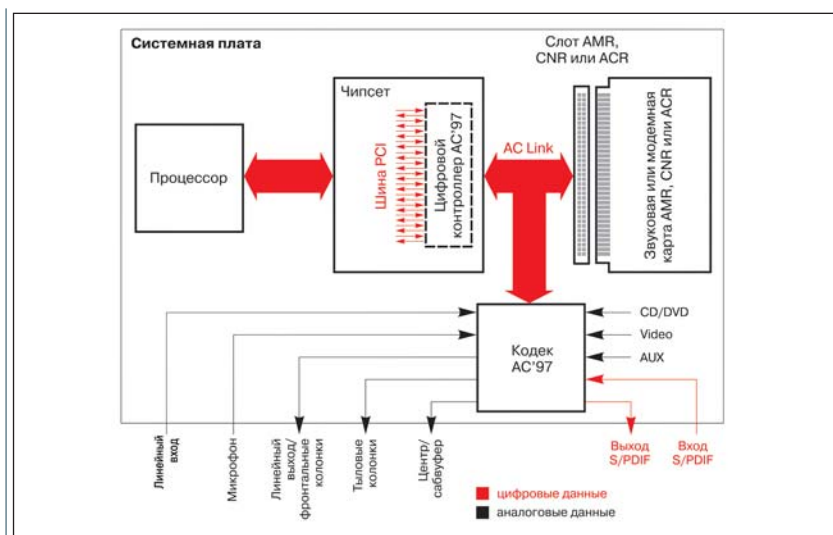 Системная плата
Слот AMR,
CNR или ACR
Чипсет
Процессор
Шина PCI
Цифровой
контроллер AC'97
AC Link
Звуковая или модемная
карта AMR, CNR или ACR
Кодек
AC'97
CD/DVD
Video
AUX
Линейный
вход
Микрофон
Линейный
выход/
фронтальные
колонки
Тыловые
колонки
Центр/
сабвуфер
Выход
S/PDIF
Вход
S/PDIF
цифровые данные
аналоговые данные